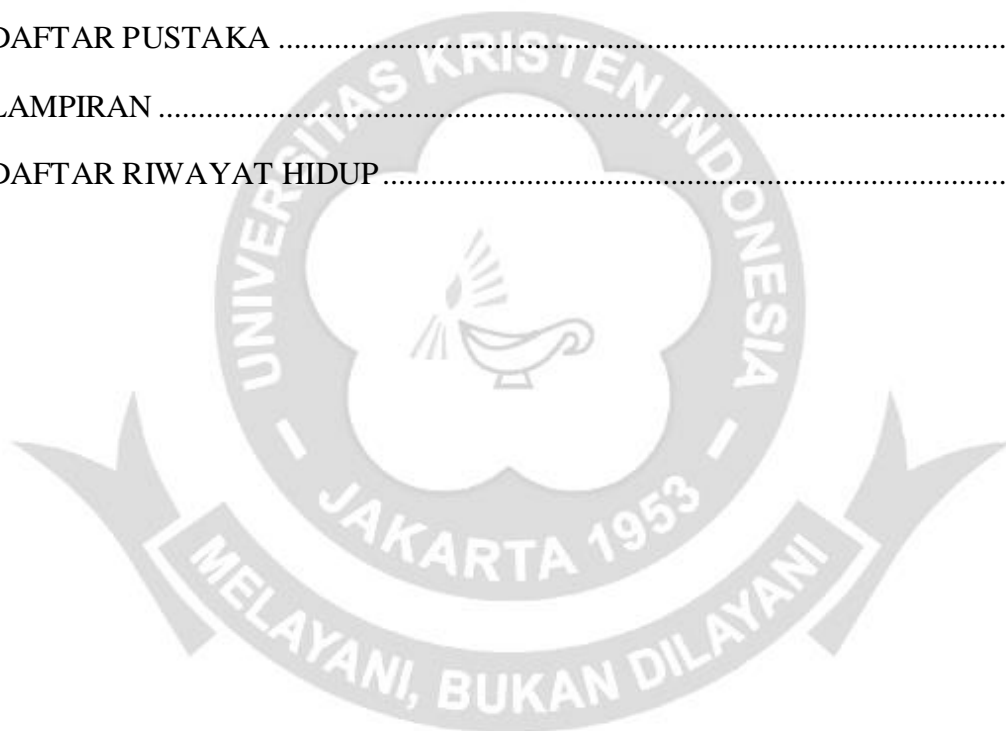 DAFTAR PUSTAKA ..........................................................................................
LAMPIRAN .........................................................................................................
DAFTAR RIWAYAT HIDUP ..............................................................................
UNIVERSITAS KRISTEN INDONESIA
- JAKARTA 1953 -
MELAYANI, BUKAN DILAYANI